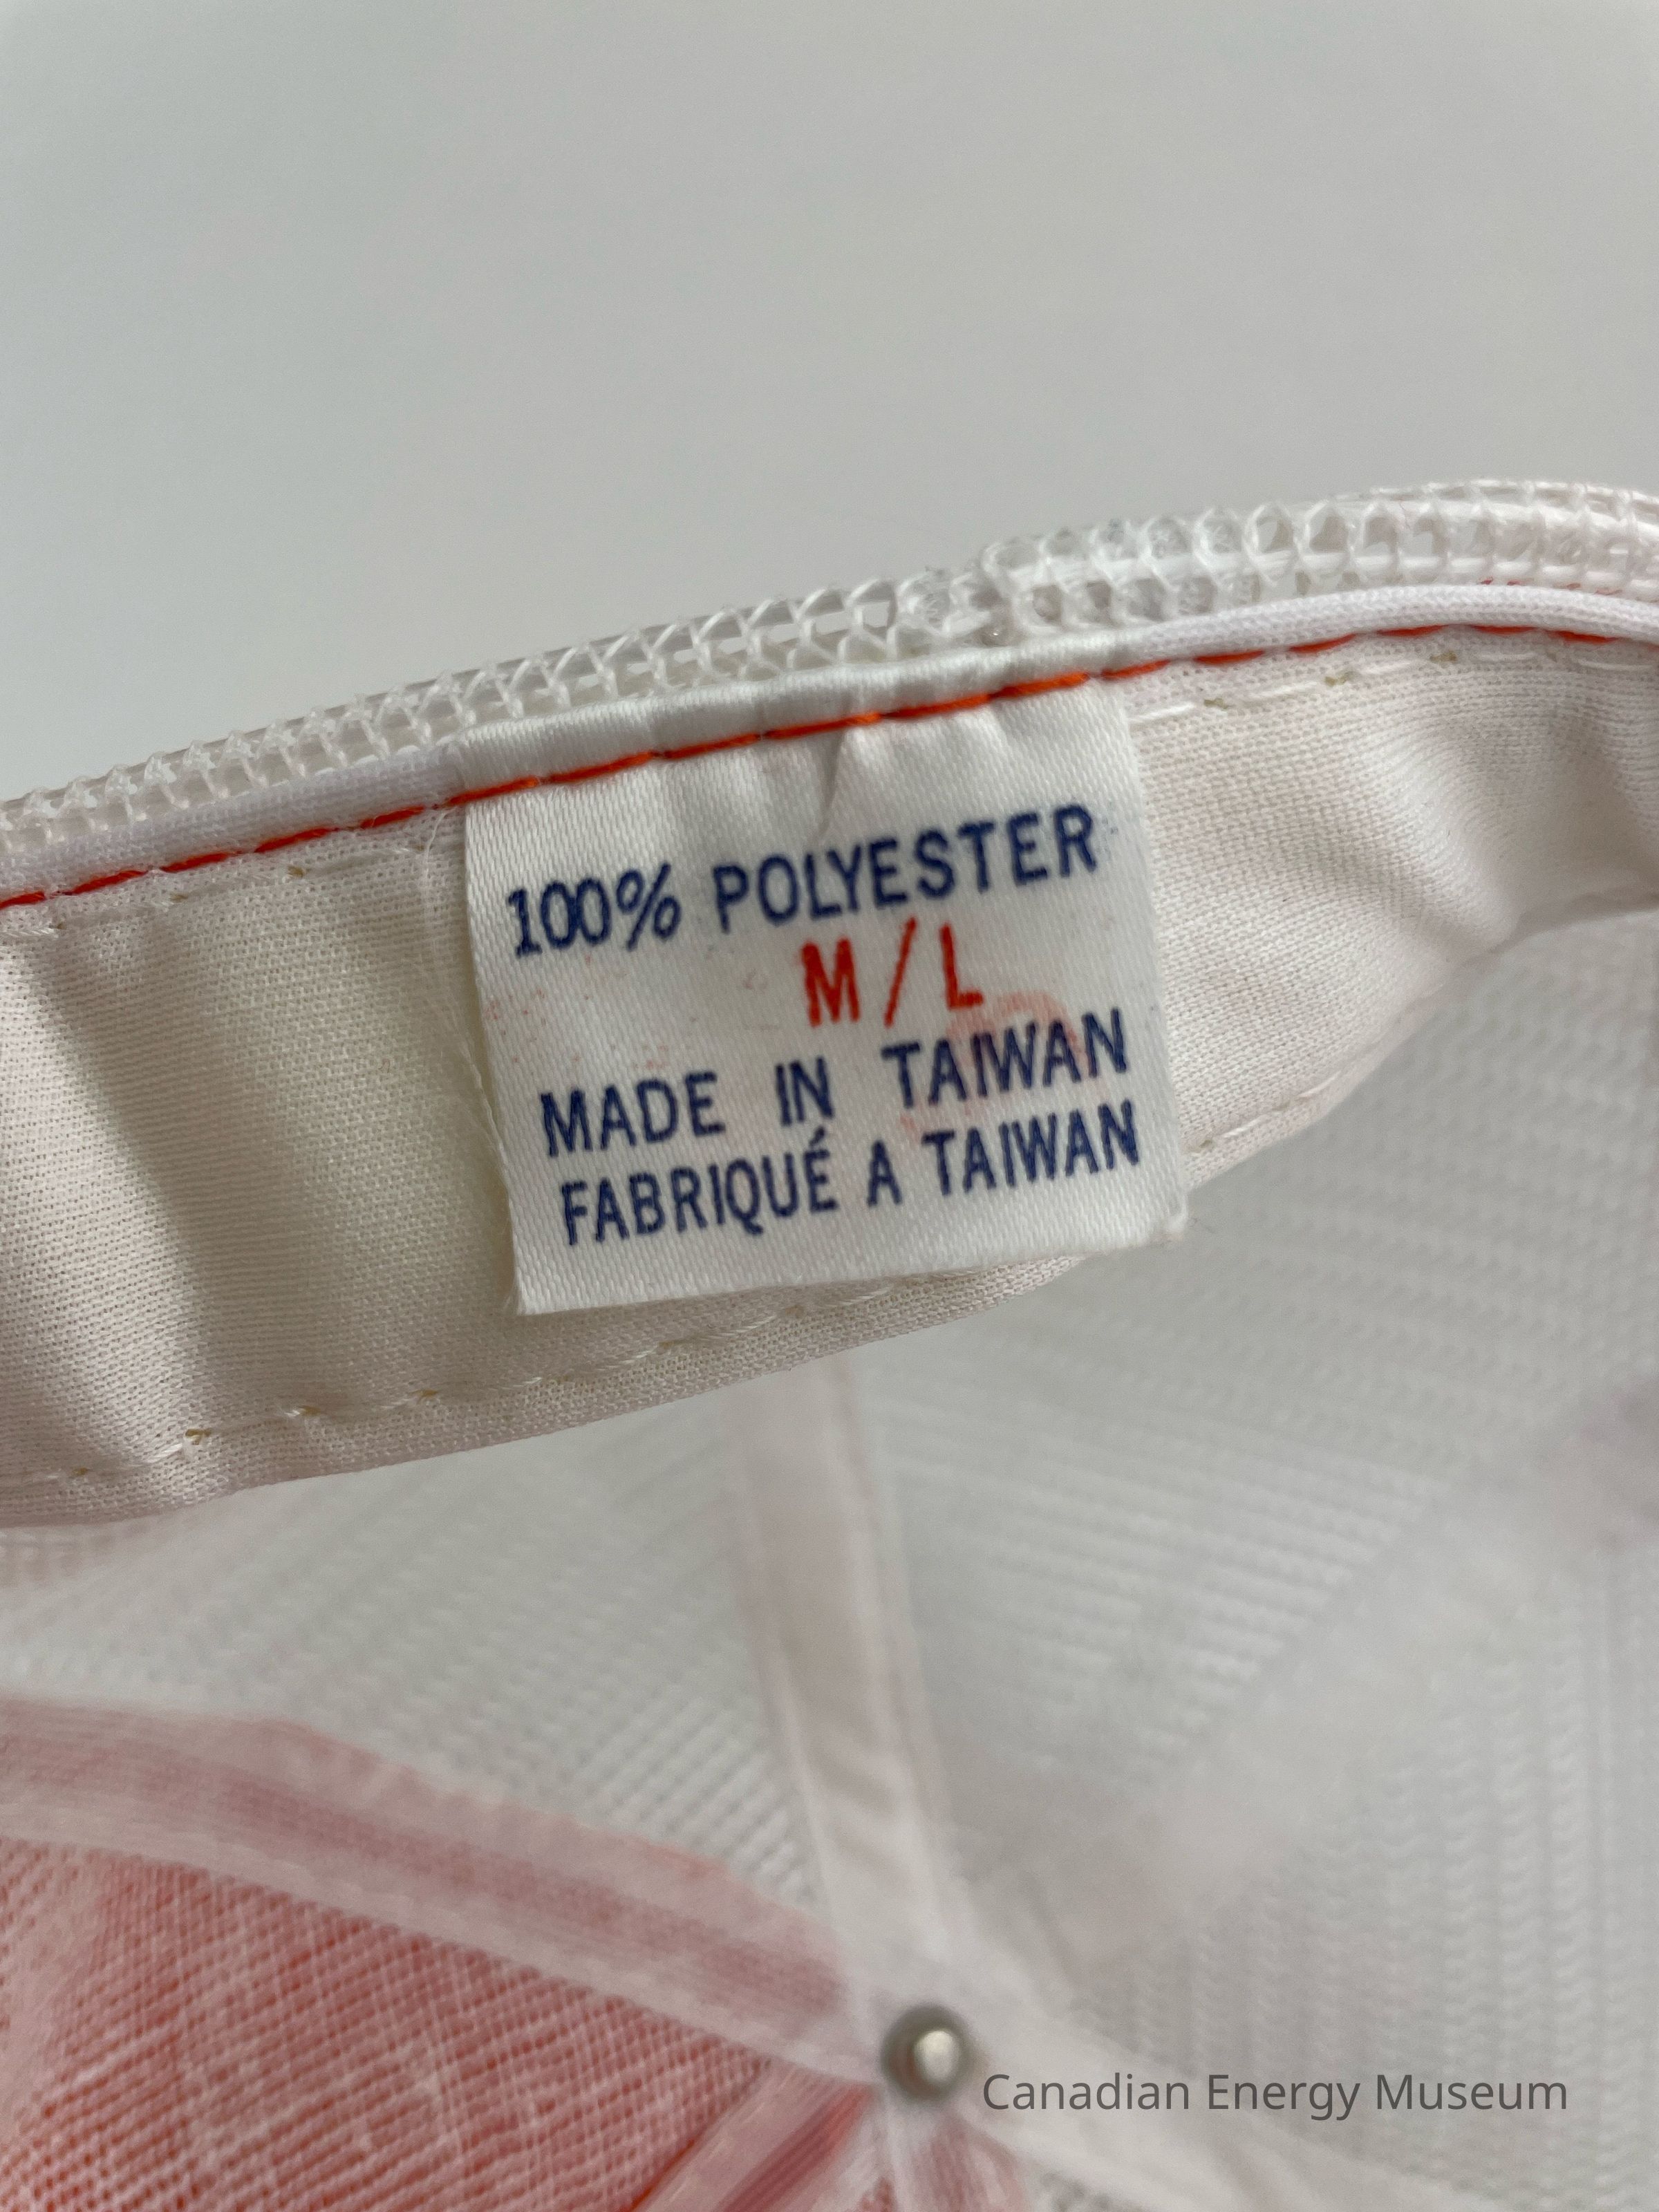 100% POLYESTER
M/L
MADE IN TAIWAN
FABRIQUÉ A TAIWAN
Canadian Energy Museum